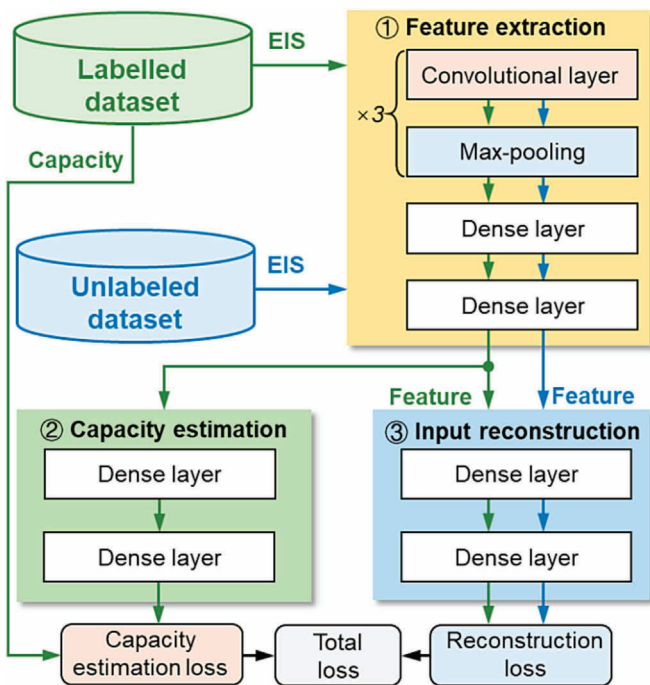 Labelled
dataset
EIS
Capacity
① Feature extraction
Convolutional layer
×3
Max-pooling
Dense layer
Dense layer
Unlabeled
dataset
EIS
Feature
Feature
② Capacity estimation
Dense layer
Dense layer
③ Input reconstruction
Dense layer
Dense layer
Capacity
estimation loss
Total
loss
Reconstruction
loss